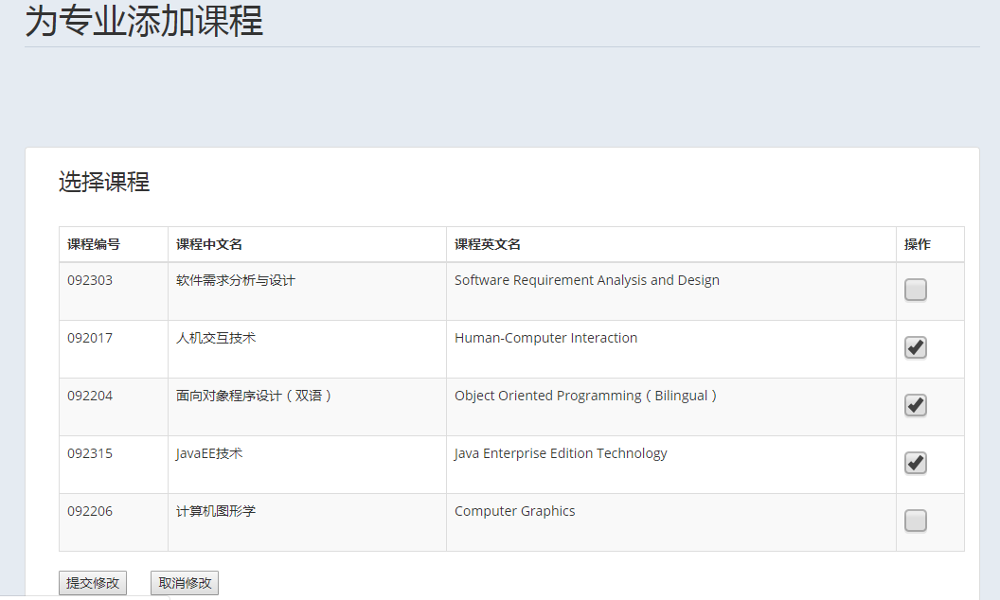 为专业添加课程
选择课程
课程编号 课程中文名 课程英文名 操作
092303 软件需求分析与设计 Software Requirement Analysis and Design
092017 人机交互技术 Human-Computer Interaction
092204 面向对象程序设计（双语） Object Oriented Programming（Bilingual）
092315 JavaEE技术 Java Enterprise Edition Technology
092206 计算机图形学 Computer Graphics
提交修改 取消修改